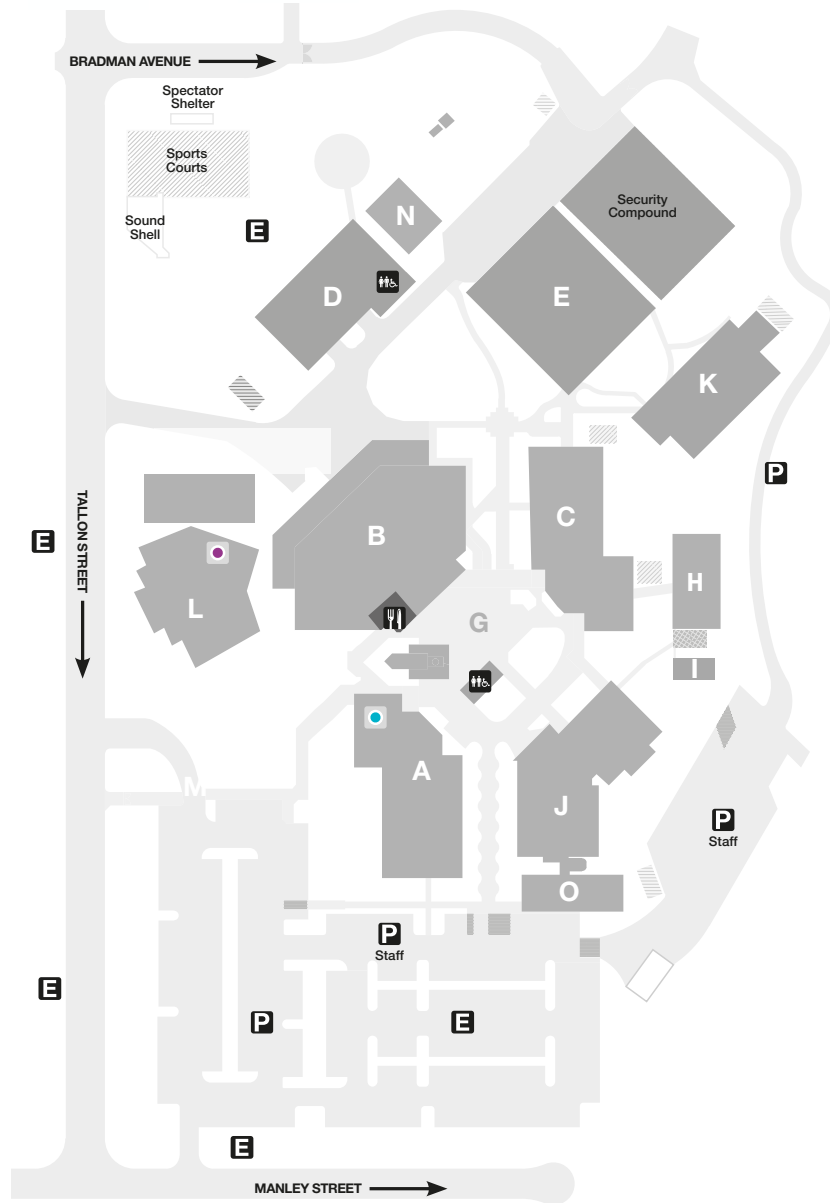 BRADMAN AVENUE
Spectator
Shelter
Sports
Courts
Sound
Shell
E
N
Security
Compound
D
E
K
P
E
TALLON STREET
B
C
H
L
G
I
A
M
J
P
Staff
O
P
Staff
E
P
E
E
MANLEY STREET